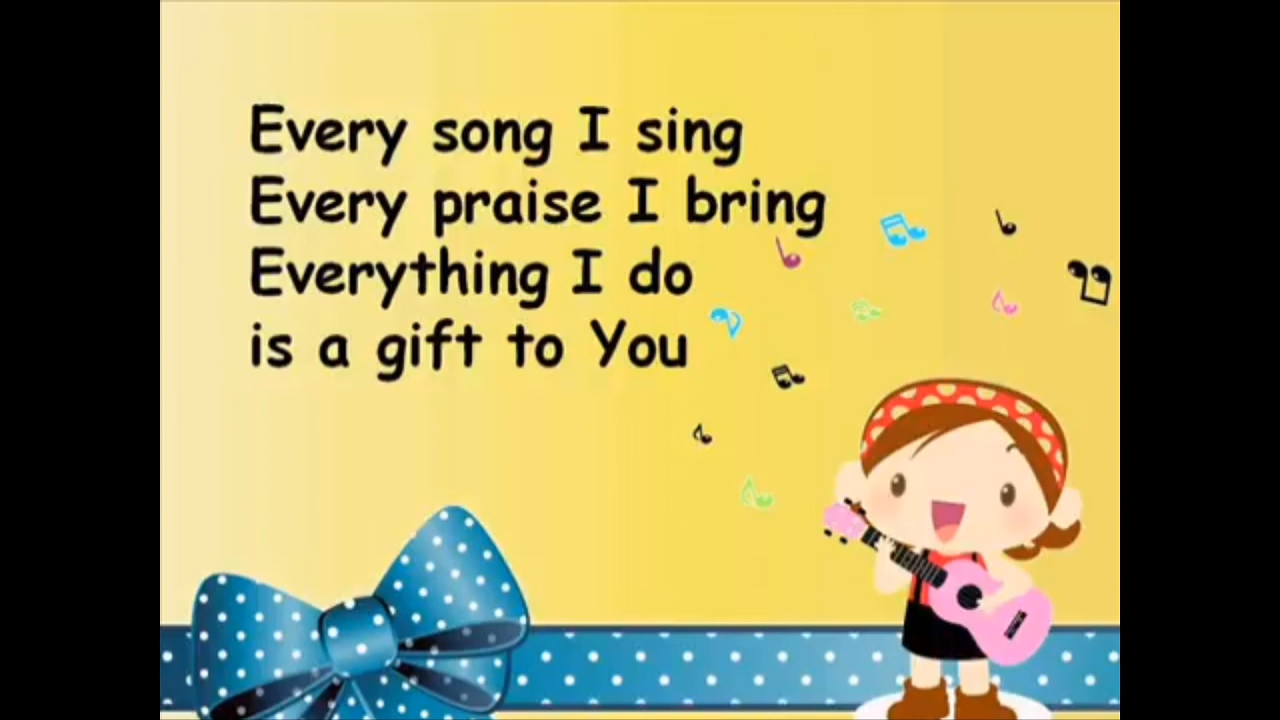 Every song I sing
Every praise I bring
Everything I do
is a gift to You